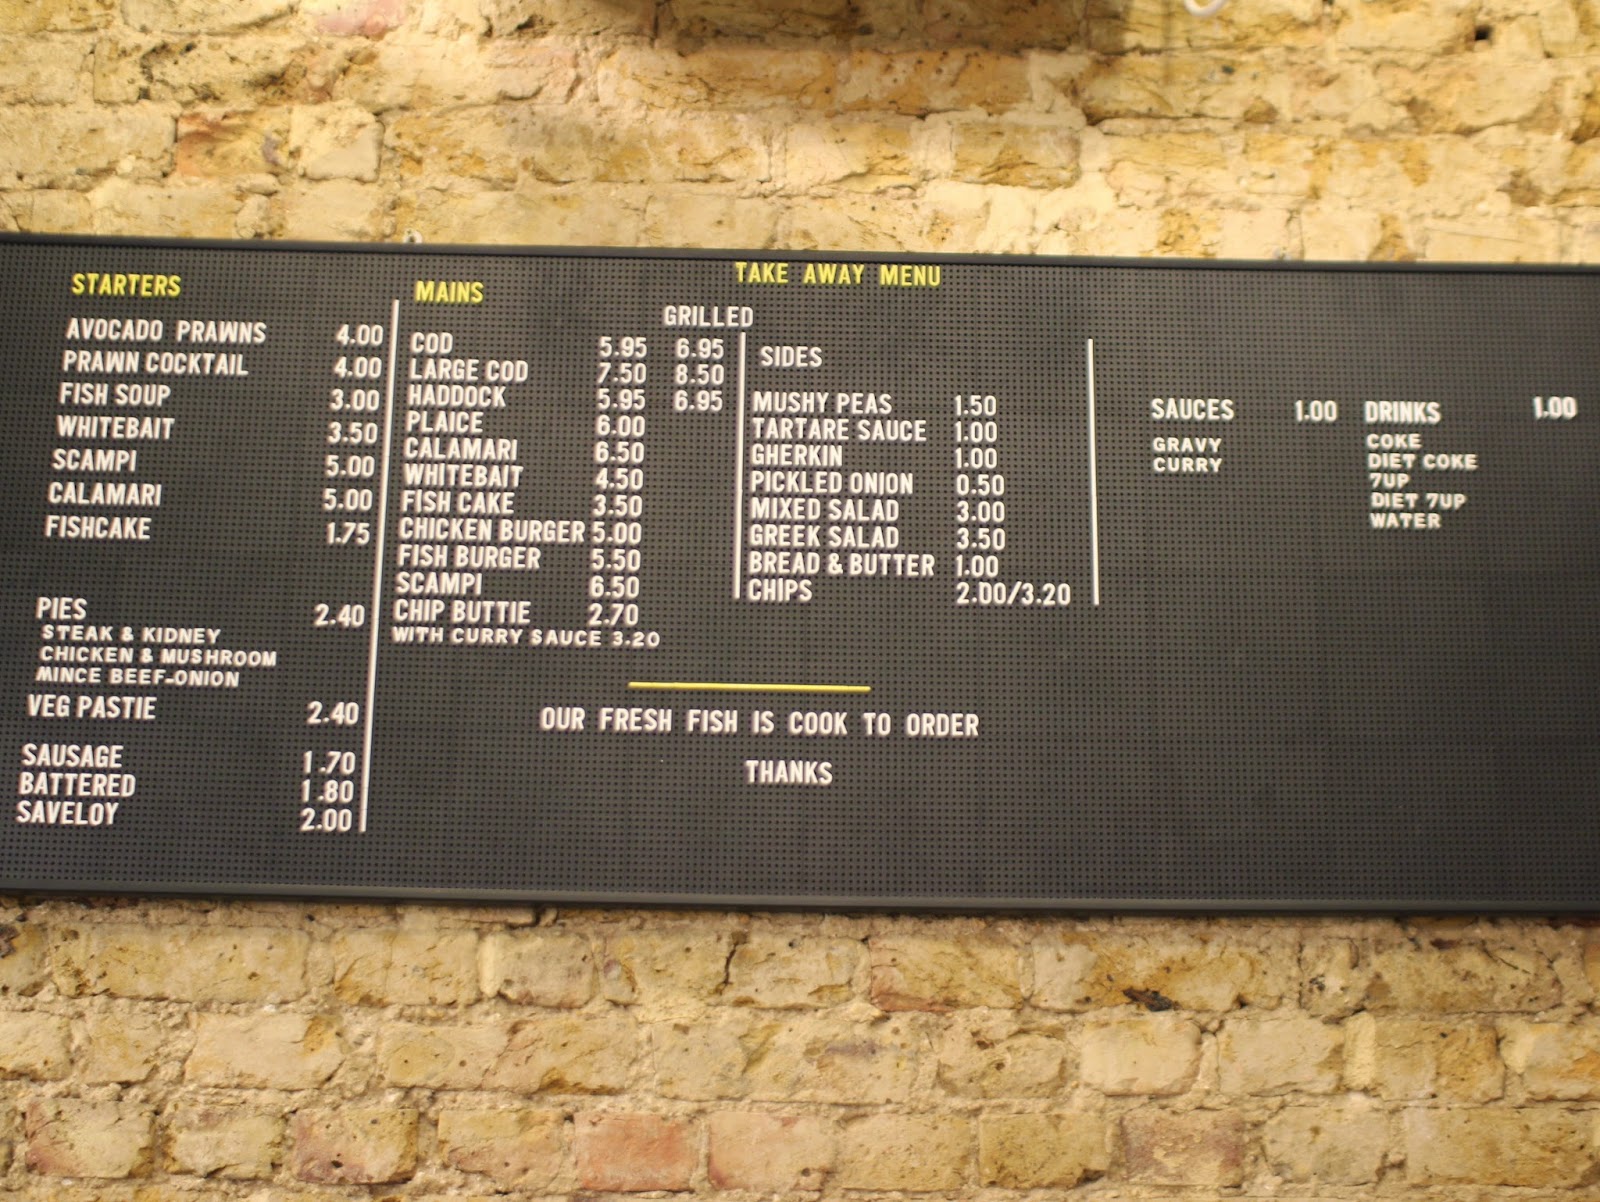 TAKE AWAY MENU
STARTERS
AVOCADO PRAWNS 4.00
PRAWN COCKTAIL 4.00
FISH SOUP 3.00
WHITEBAIT 3.50
SCAMPI 5.00
CALAMARI 5.00
FISHCAKE 1.75
PIES 2.40
STEAK & KIDNEY
CHICKEN & MUSHROOM
MINCE BEEF-ONION
VEG PASTIE 2.40
SAUSAGE 1.70
BATTERED 1.80
SAVELOY 2.00
MAINS
GRILLED
COD 5.95 6.95
LARGE COD 7.50 8.50
HADDOCK 5.95 6.95
PLAICE 6.00
CALAMARI 6.50
WHITEBAIT 4.50
FISH CAKE 3.50
CHICKEN BURGER 5.00
FISH BURGER 5.50
SCAMPI 6.50
CHIP BUTTIE 2.70
WITH CURRY SAUCE 3.20
SIDES
MUSHY PEAS 1.50
TARTARE SAUCE 1.00
GHERKIN 1.00
PICKLED ONION 0.50
MIXED SALAD 3.00
GREEK SALAD 3.50
BREAD & BUTTER 1.00
CHIPS 2.00/3.20
SAUCES 1.00
GRAVY
CURRY
DRINKS 1.00
COKE
DIET COKE
7UP
DIET 7UP
WATER
OUR FRESH FISH IS COOK TO ORDER
THANKS